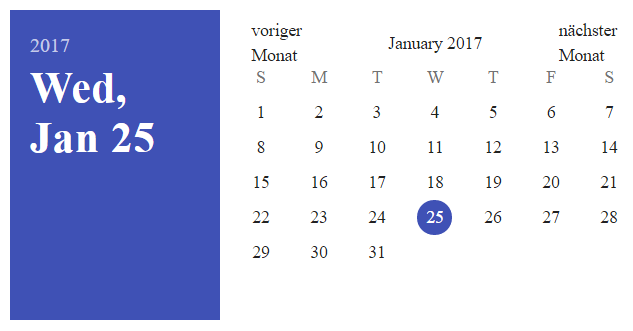 2017
Wed,
Jan 25
voriger
Monat
January 2017
nächster
Monat
S M T W T F S
1 2 3 4 5 6 7
8 9 10 11 12 13 14
15 16 17 18 19 20 21
22 23 24 25 26 27 28
29 30 31